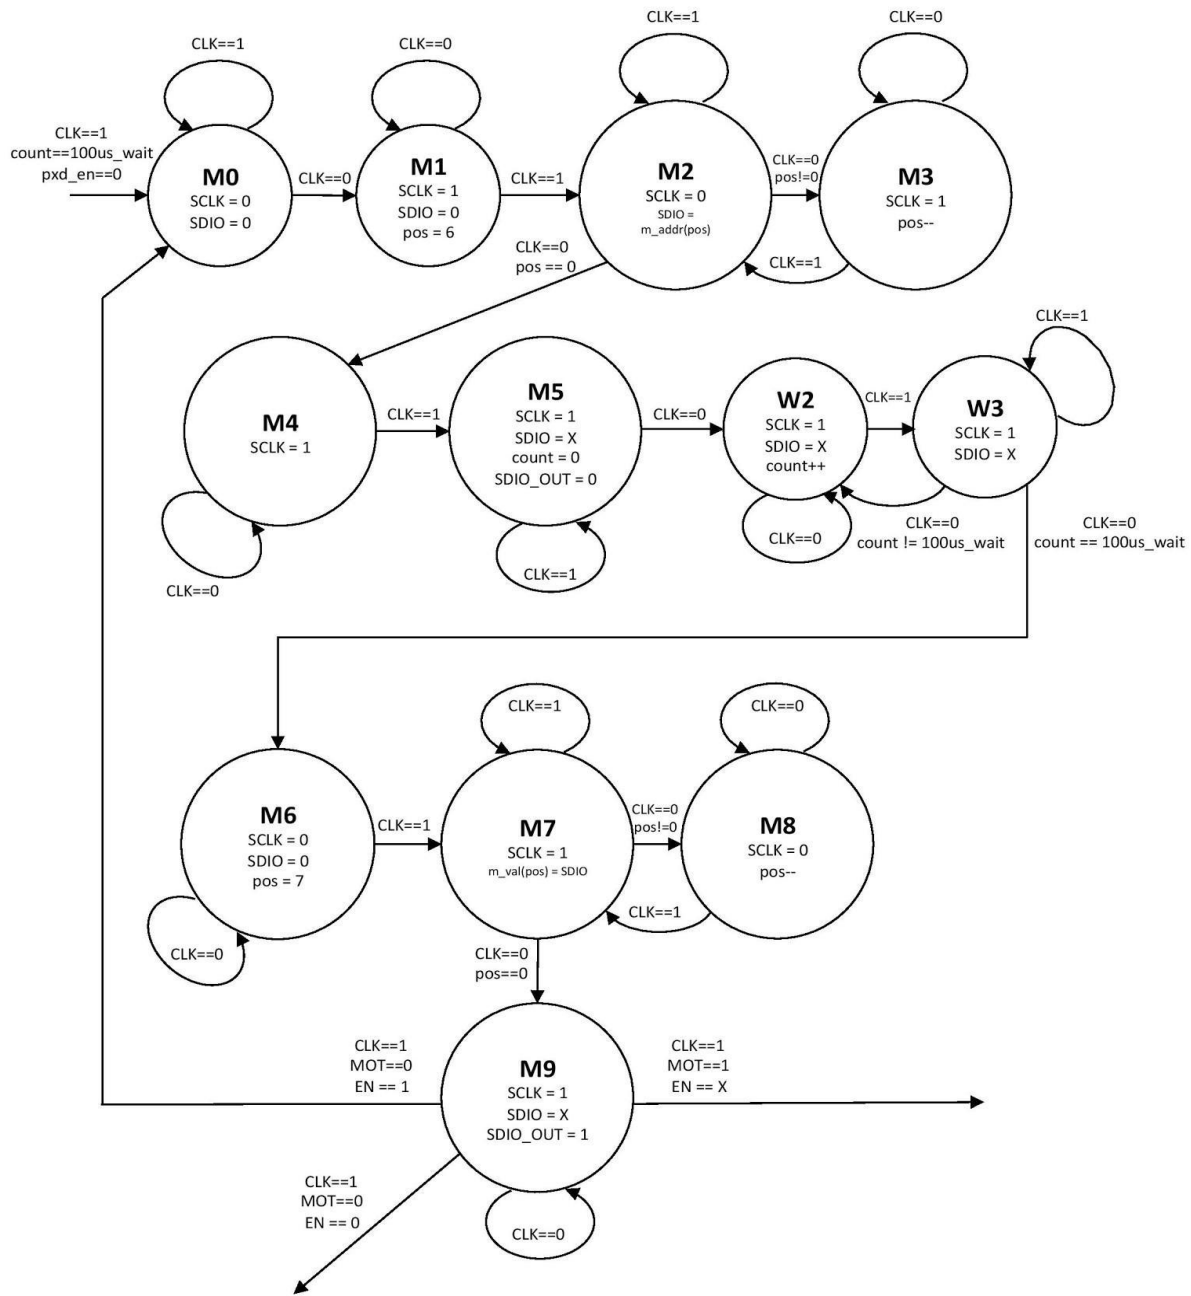 CLK==1
CLK==0
CLK==1
CLK==0
CLK==1
count==100us_wait
pxd_en==0
M0
SCLK = 0
SDIO = 0
CLK==0
M1
SCLK = 1
SDIO = 0
pos = 6
CLK==1
M2
SCLK = 0
SDIO =
m_addr(pos)
CLK==0
pos!=0
M3
SCLK = 1
pos--
CLK==1
CLK==0
pos == 0
CLK==1
M4
SCLK = 1
CLK==0
CLK==1
M5
SCLK = 1
SDIO = X
count = 0
SDIO_OUT = 0
CLK==1
CLK==0
W2
SCLK = 1
SDIO = X
count++
CLK==0
CLK==1
W3
SCLK = 1
SDIO = X
CLK==0
count != 100us_wait
CLK==0
count == 100us_wait
CLK==1
CLK==0
M6
SCLK = 0
SDIO = 0
pos = 7
CLK==0
CLK==1
M7
SCLK = 1
m_val(pos) = SDIO
CLK==0
pos!=0
M8
SCLK = 0
pos--
CLK==1
CLK==0
pos==0
CLK==1
MOT==0
EN == 1
M9
SCLK = 1
SDIO = X
SDIO_OUT = 1
CLK==1
MOT==1
EN == X
CLK==1
MOT==0
EN == 0
CLK==0